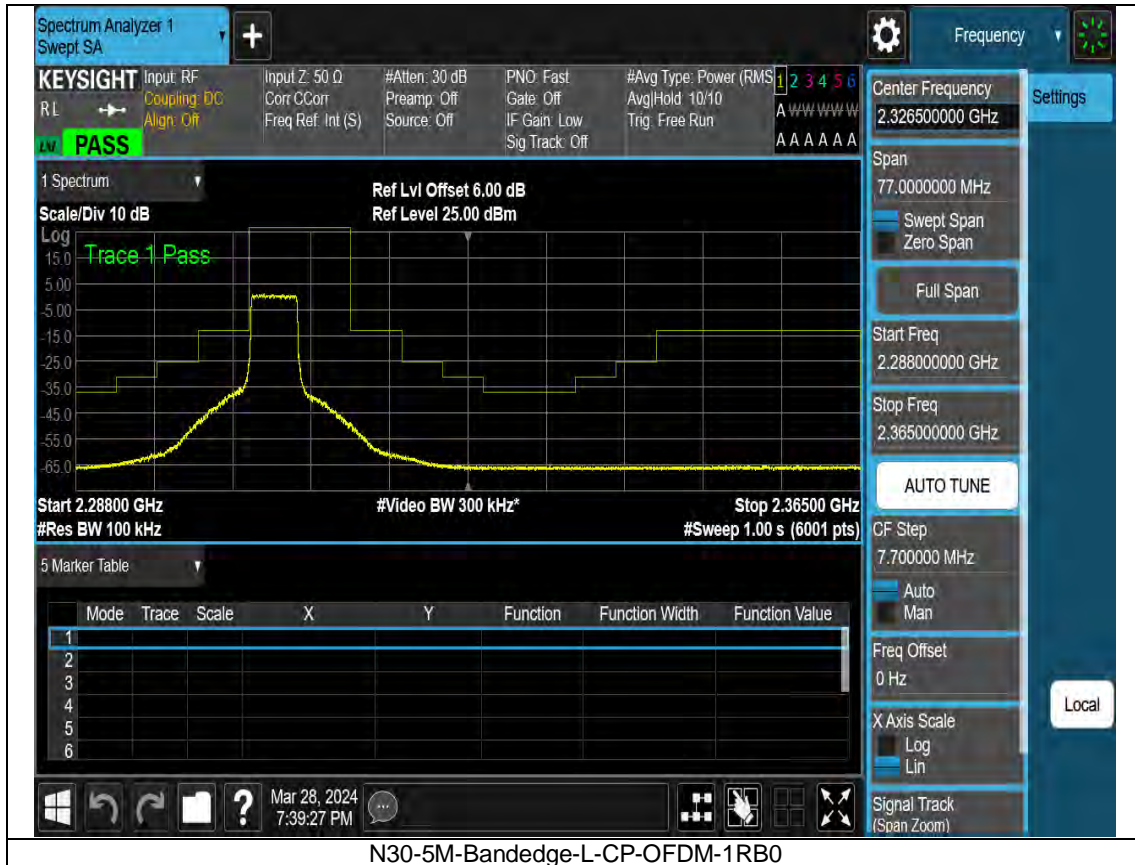 Spectrum Analyzer 1
Swept SA
Frequency
KEYSIGHT
Input: RF
Input Z: 50 Ω
#Atten: 30 dB
PNO: Fast
#Avg Type: Power (RMS
1 2 3 4 5 6
R L
Coupling: DC
Corr CCorr
Preamp: Off
Gate: Off
Avg|Hold: 10/10
A W W W W W
Align: Off
Freq Ref: Int (S)
Source: Off
IF Gain: Low
Trig: Free Run
PASS
Sig Track: Off
A A A A A A
1 Spectrum
Ref Lvl Offset 6.00 dB
Scale/Div 10 dB
Ref Level 25.00 dBm
Log
Trace 1 Pass
15.0
5.00
-5.00
-15.0
-25.0
-35.0
-45.0
-55.0
-65.0
Start 2.28800 GHz
#Video BW 300 kHz*
Stop 2.36500 GHz
#Res BW 100 kHz
#Sweep 1.00 s (6001 pts)
5 Marker Table
Mode Trace Scale X Y Function Function Width Function Value
1
2
3
4
5
6
Mar 28, 2024
7:39:27 PM
Center Frequency
2.326500000 GHz
Settings
Span
77.0000000 MHz
Swept Span
Zero Span
Full Span
Start Freq
2.288000000 GHz
Stop Freq
2.365000000 GHz
AUTO TUNE
CF Step
7.700000 MHz
Auto
Man
Freq Offset
0 Hz
X Axis Scale
Log
Lin
Local
Signal Track
(Span Zoom)
N30-5M-Bandedge-L-CP-OFDM-1RB0